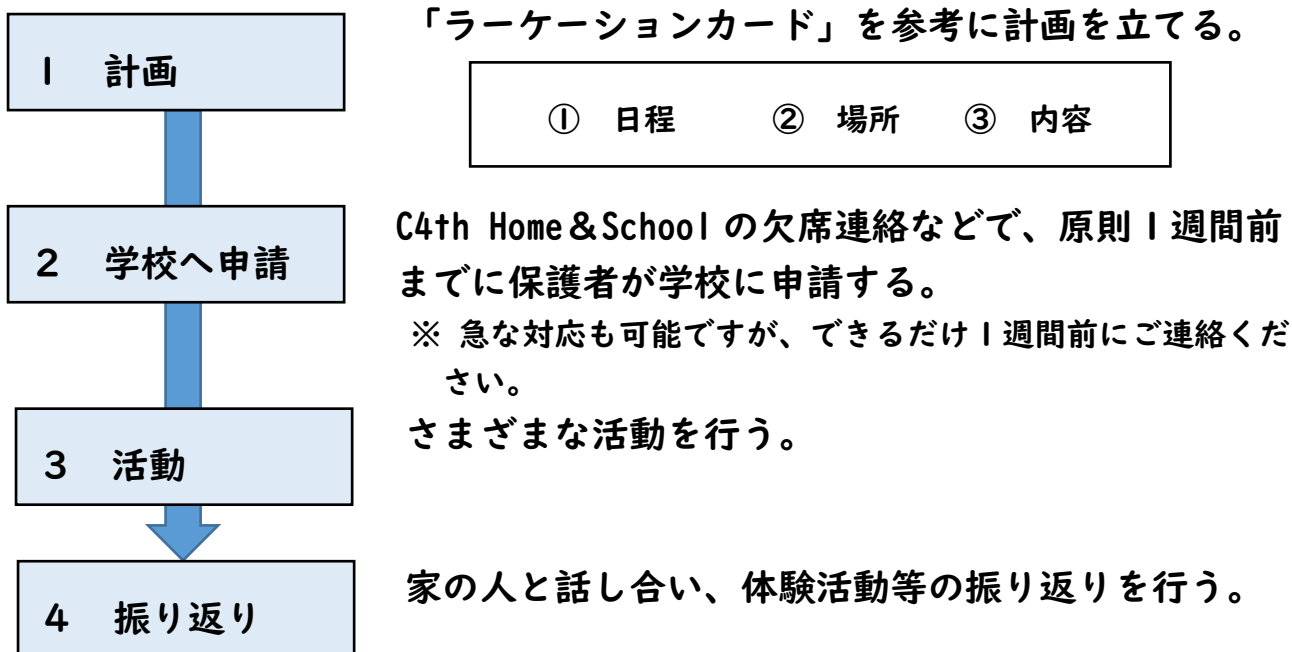 「ラーケーションカード」を参考に計画を立てる。
１　計画
①　日程　　②　場所　③　内容
C4th Home＆School の欠席連絡などで、原則１週間前
までに保護者が学校に申請する。
２　学校へ申請
※ 急な対応も可能ですが、できるだけ１週間前にご連絡くだ
さい。
さまざまな活動を行う。
３　活動
家の人と話し合い、体験活動等の振り返りを行う。
４　振り返り